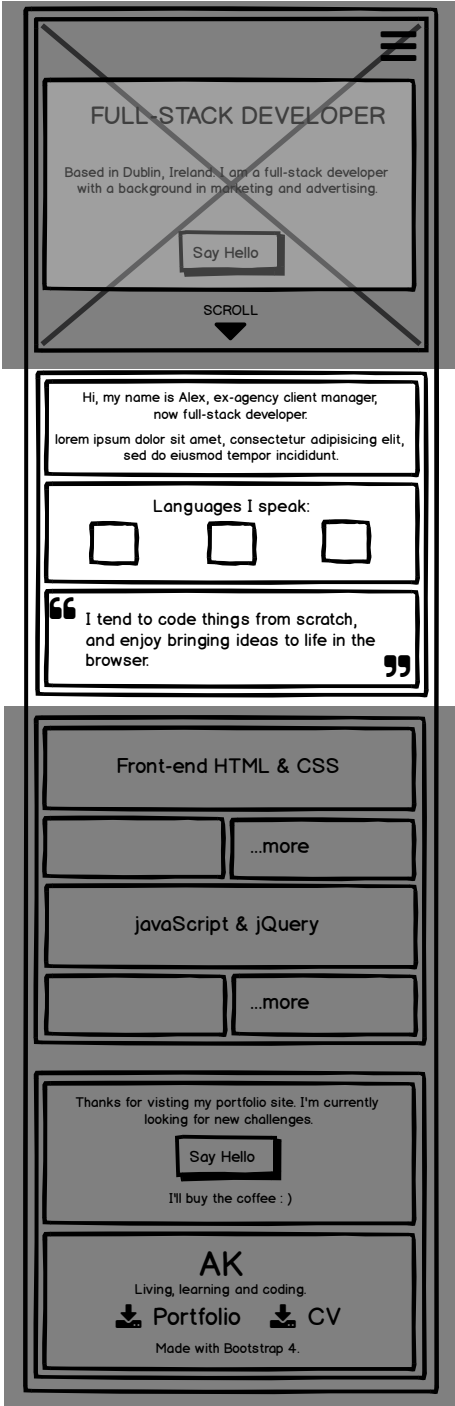 FULL-STACK DEVELOPER
Based in Dublin, Ireland. I am a full-stack developer
with a background in marketing and advertising.
Say Hello
SCROLL
Hi, my name is Alex, ex-agency client manager,
now full-stack developer.
lorem ipsum dolor sit amet, consectetur adipisicing elit,
sed do eiusmod tempor incididunt.
Languages I speak:
“ I tend to code things from scratch,
and enjoy bringing ideas to life in the
browser. ”
Front-end HTML & CSS
...more
javaScript & jQuery
...more
Thanks for visting my portfolio site. I'm currently
looking for new challenges.
Say Hello
I'll buy the coffee : )
AK
Living, learning and coding.
Portfolio CV
Made with Bootstrap 4.